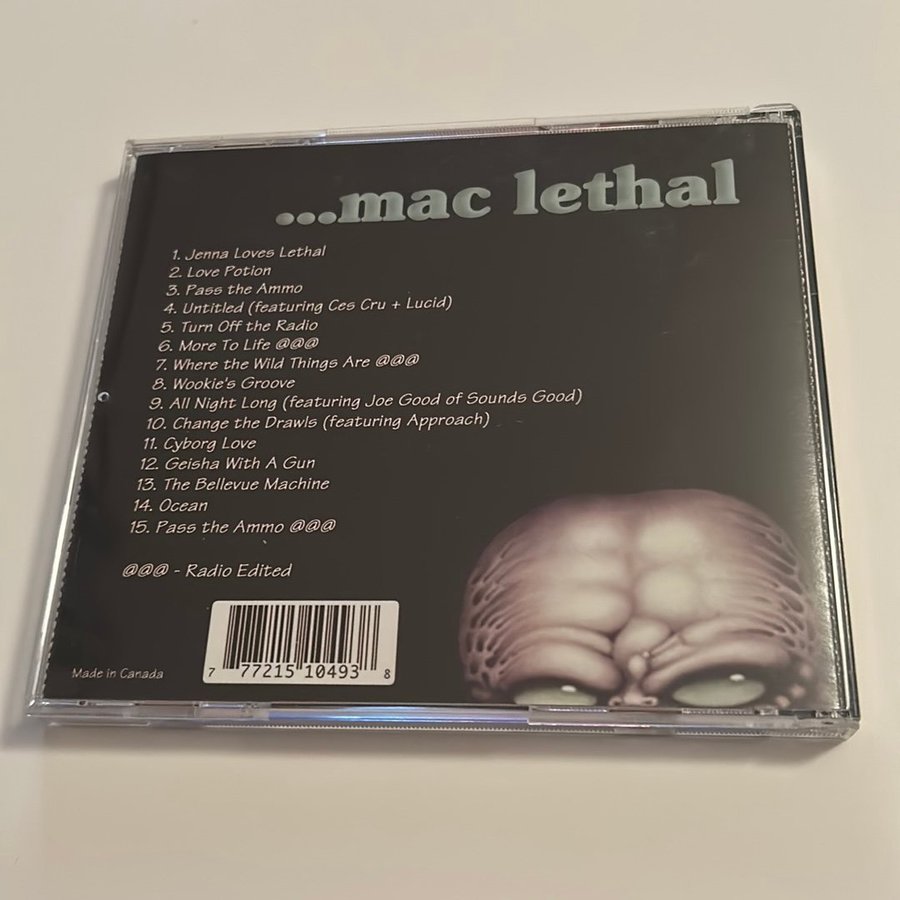 ...mac lethal
1. Jenna Loves Lethal
2. Love Potion
3. Pass the Ammo
4. Untitled (featuring Ces Cru + Lucid)
5. Turn Off the Radio
6. More To Life @@@
7. Where the Wild Things Are @@@
8. Wookie's Groove
9. All Night Long (featuring Joe Good of Sounds Good)
10. Change the Drawls (featuring Approach)
11. Cyborg Love
12. Geisha With A Gun
13. The Bellevue Machine
14. Ocean
15. Pass the Ammo @@@
@@@ - Radio Edited
Made in Canada
7 77215 10493 8